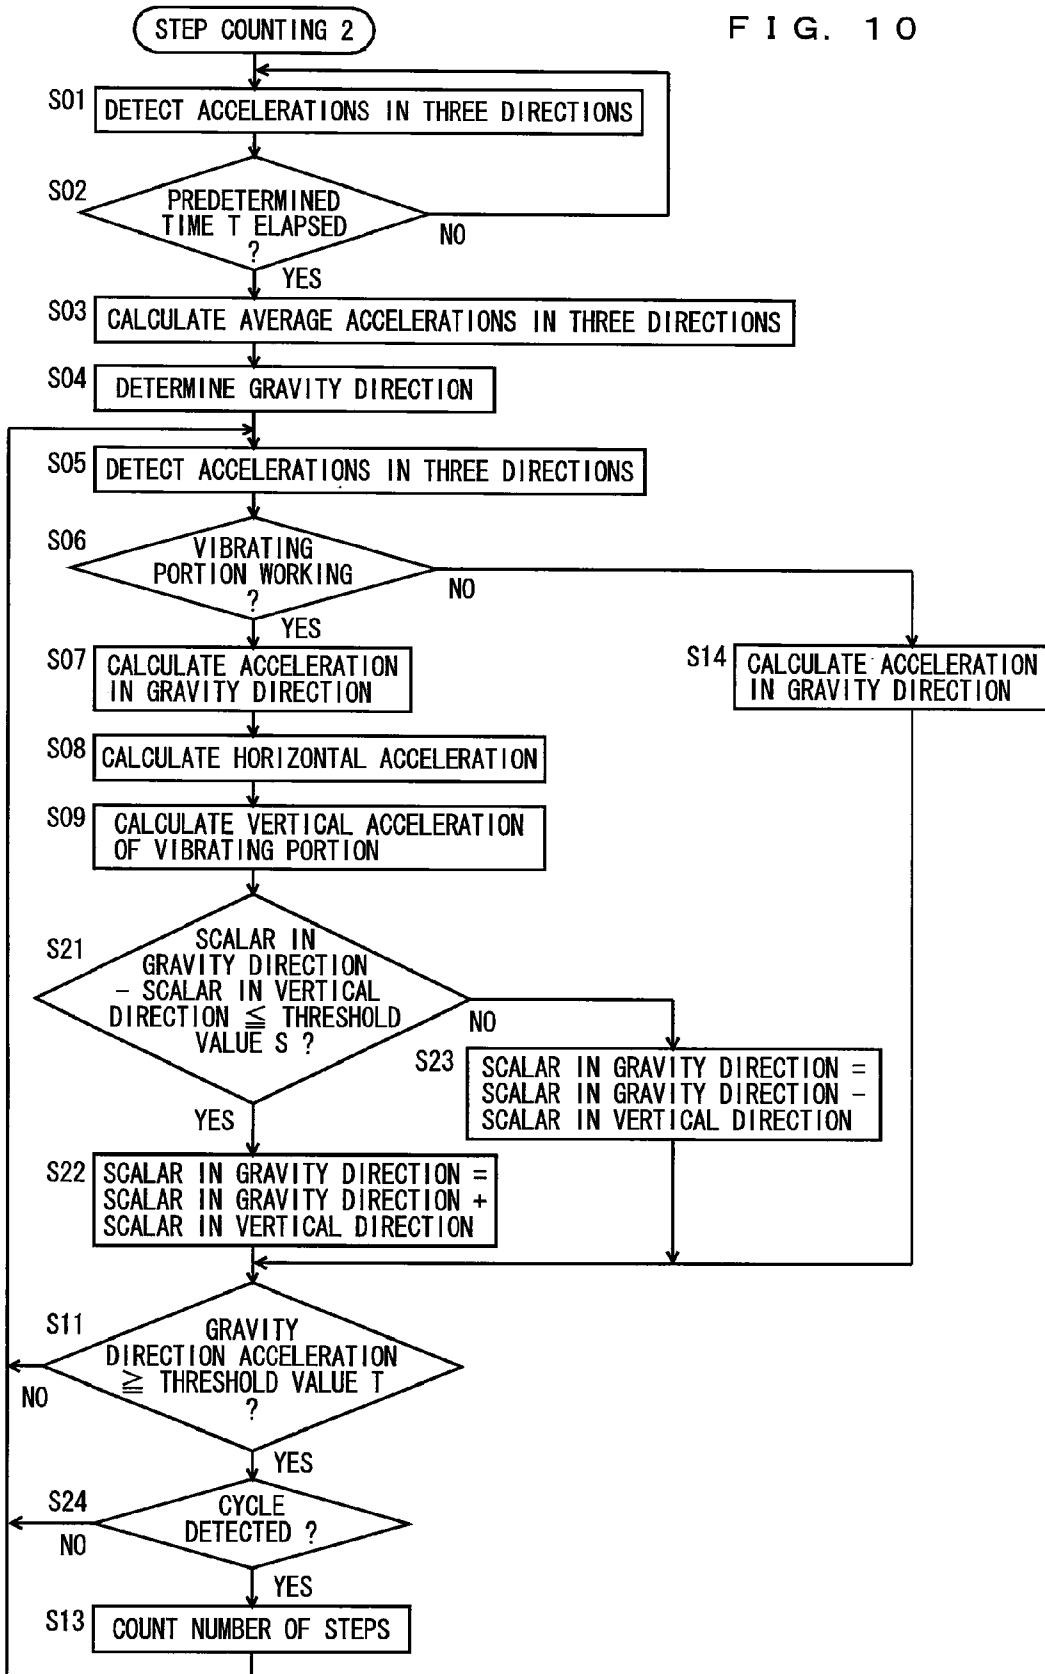 FIG. 10
STEP COUNTING 2
S01
DETECT ACCELERATIONS IN THREE DIRECTIONS
S02
PREDETERMINED
TIME T ELAPSED
?
NO
YES
S03
CALCULATE AVERAGE ACCELERATIONS IN THREE DIRECTIONS
S04
DETERMINE GRAVITY DIRECTION
S05
DETECT ACCELERATIONS IN THREE DIRECTIONS
S06
VIBRATING
PORTION WORKING
?
NO
YES
S07
CALCULATE ACCELERATION
IN GRAVITY DIRECTION
S14
CALCULATE ACCELERATION
IN GRAVITY DIRECTION
S08
CALCULATE HORIZONTAL ACCELERATION
S09
CALCULATE VERTICAL ACCELERATION
OF VIBRATING PORTION
S21
SCALAR IN
GRAVITY DIRECTION
– SCALAR IN VERTICAL
DIRECTION ≦ THRESHOLD
VALUE S ?
NO
YES
S23
SCALAR IN GRAVITY DIRECTION =
SCALAR IN GRAVITY DIRECTION –
SCALAR IN VERTICAL DIRECTION
S22
SCALAR IN GRAVITY DIRECTION =
SCALAR IN GRAVITY DIRECTION +
SCALAR IN VERTICAL DIRECTION
S11
GRAVITY
DIRECTION ACCELERATION
≧ THRESHOLD VALUE T
?
NO
YES
S24
CYCLE
DETECTED ?
NO
YES
S13
COUNT NUMBER OF STEPS